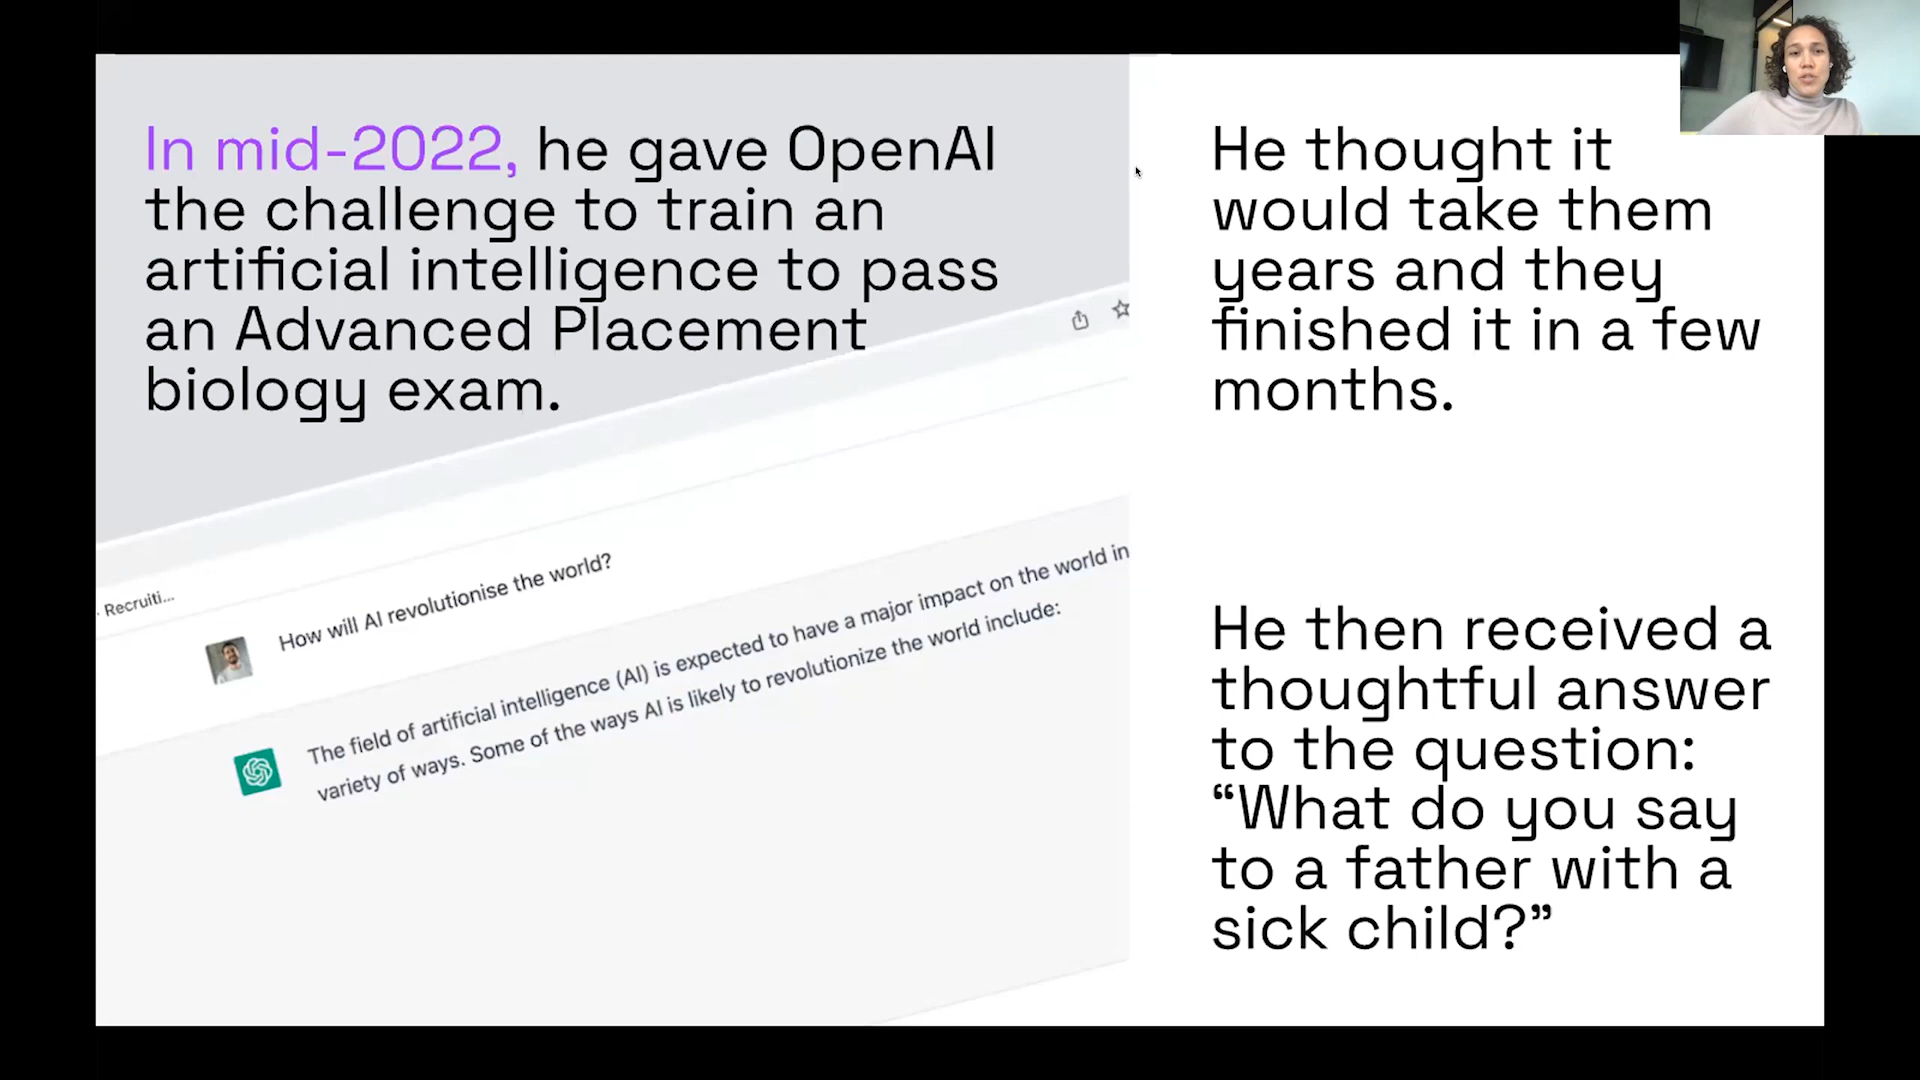 In mid-2022, he gave OpenAI
the challenge to train an
artificial intelligence to pass
an Advanced Placement
biology exam.
Recruiti...
How will AI revolutionise the world?
The field of artificial intelligence (AI) is expected to have a major impact on the world in
variety of ways. Some of the ways AI is likely to revolutionize the world include:
He thought it
would take them
years and they
finished it in a few
months.
He then received a
thoughtful answer
to the question:
“What do you say
to a father with a
sick child?”